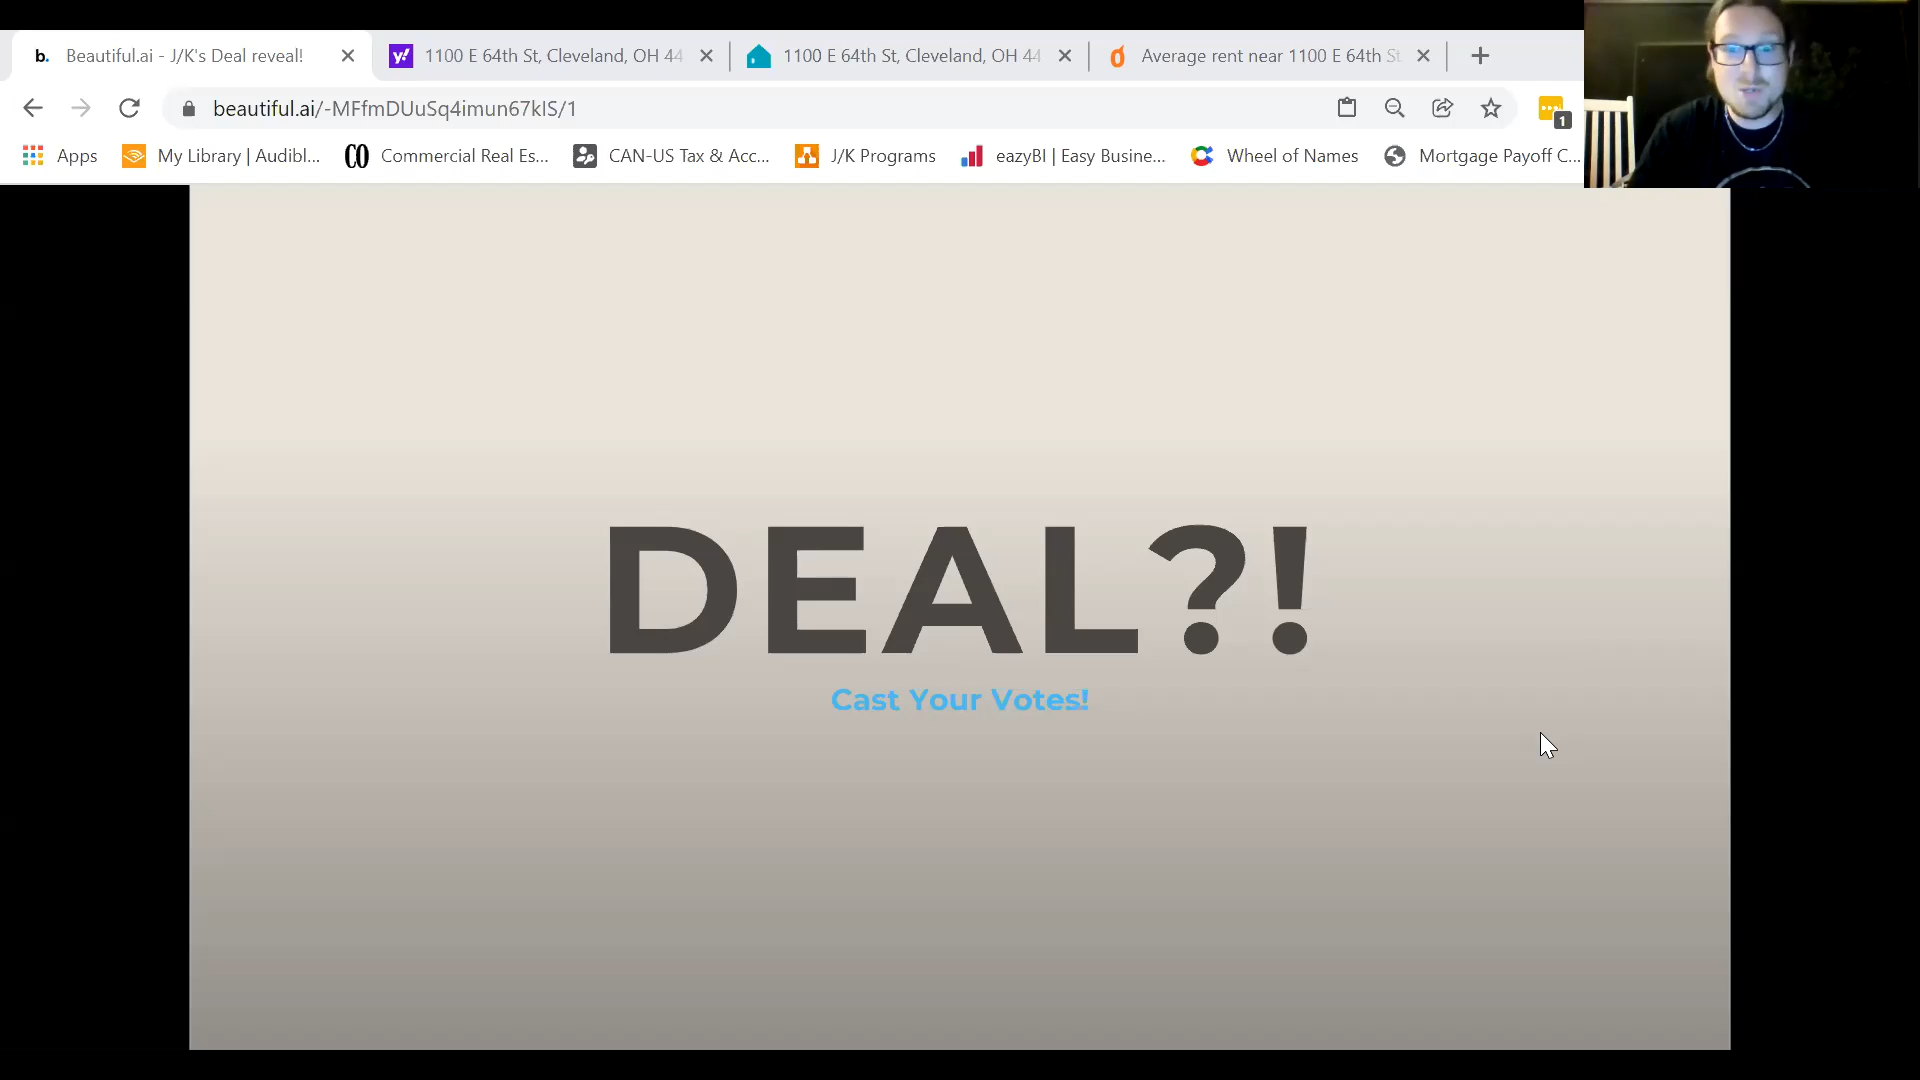 b. Beautiful.ai - J/K's Deal reveal!
y! 1100 E 64th St, Cleveland, OH 44
1100 E 64th St, Cleveland, OH 44
Average rent near 1100 E 64th St
beautiful.ai/-MFfmDUuSq4imun67kIS/1
1
Apps
My Library | Audibl...
CO Commercial Real Es...
CAN-US Tax & Acc...
J/K Programs
eazyBI | Easy Busine...
Wheel of Names
Mortgage Payoff C...
DEAL?!
Cast Your Votes!